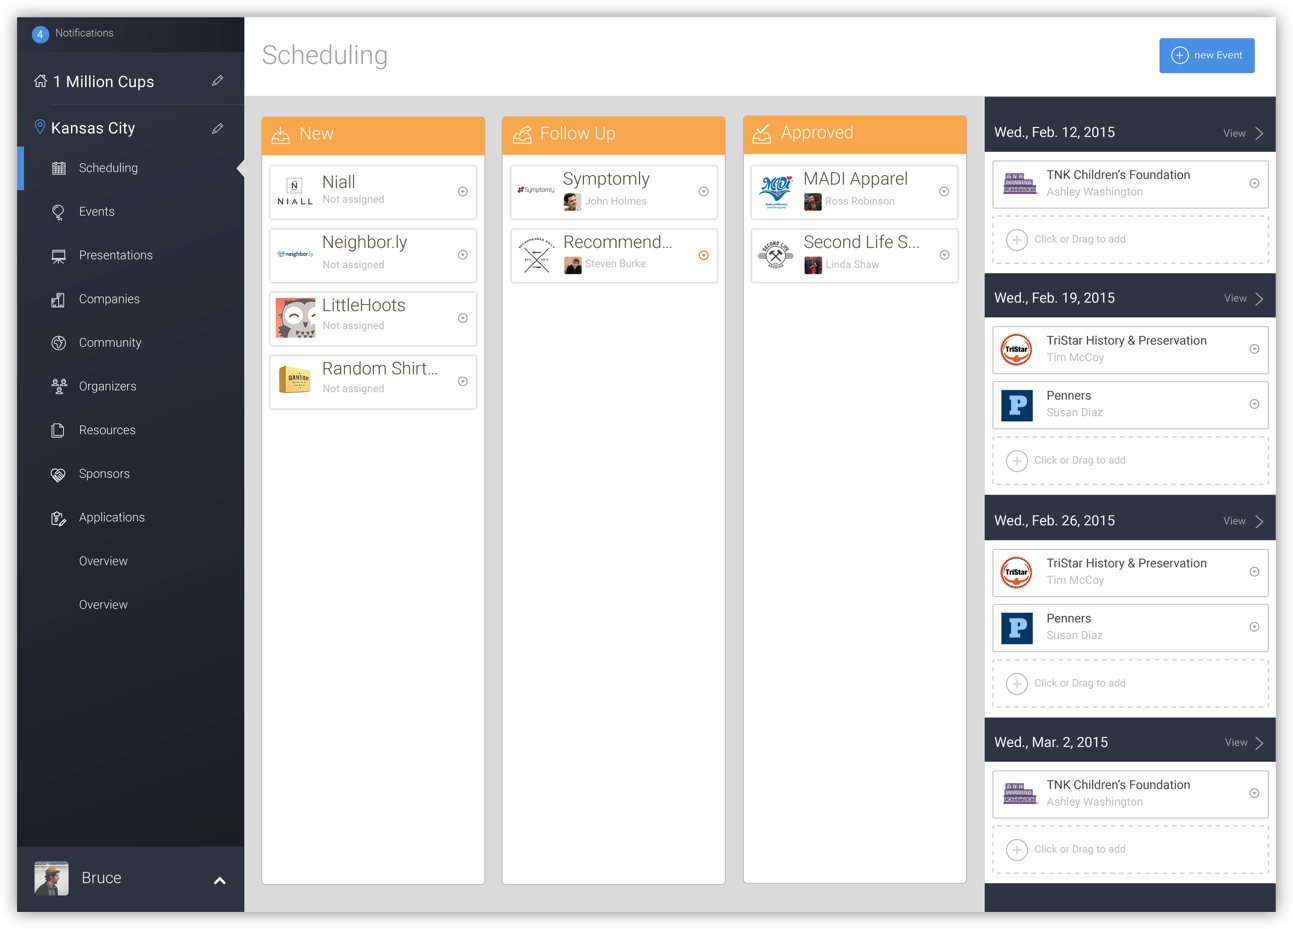 4 Notifications
1 Million Cups
Kansas City
Scheduling
Events
Presentations
Companies
Community
Organizers
Resources
Sponsors
Applications
Overview
Overview
Bruce
Scheduling
new Event
New
N
NIALL
Niall
Not assigned
neighbor.ly
Neighbor.ly
Not assigned
LittleHoots
Not assigned
RANDOM
Random Shirt...
Not assigned
Follow Up
Symptomly
Symptomly
John Holmes
Recommend...
Steven Burke
Approved
MADI
MADI Apparel
Ross Robinson
SECOND LIFE
Second Life S...
Linda Shaw
Wed., Feb. 12, 2015
View
TNK Children's Foundation
Ashley Washington
Click or Drag to add
Wed., Feb. 19, 2015
View
TriStar
TriStar History & Preservation
Tim McCoy
P
Penners
Susan Diaz
Click or Drag to add
Wed., Feb. 26, 2015
View
TriStar
TriStar History & Preservation
Tim McCoy
P
Penners
Susan Diaz
Click or Drag to add
Wed., Mar. 2, 2015
View
TNK Children's Foundation
Ashley Washington
Click or Drag to add